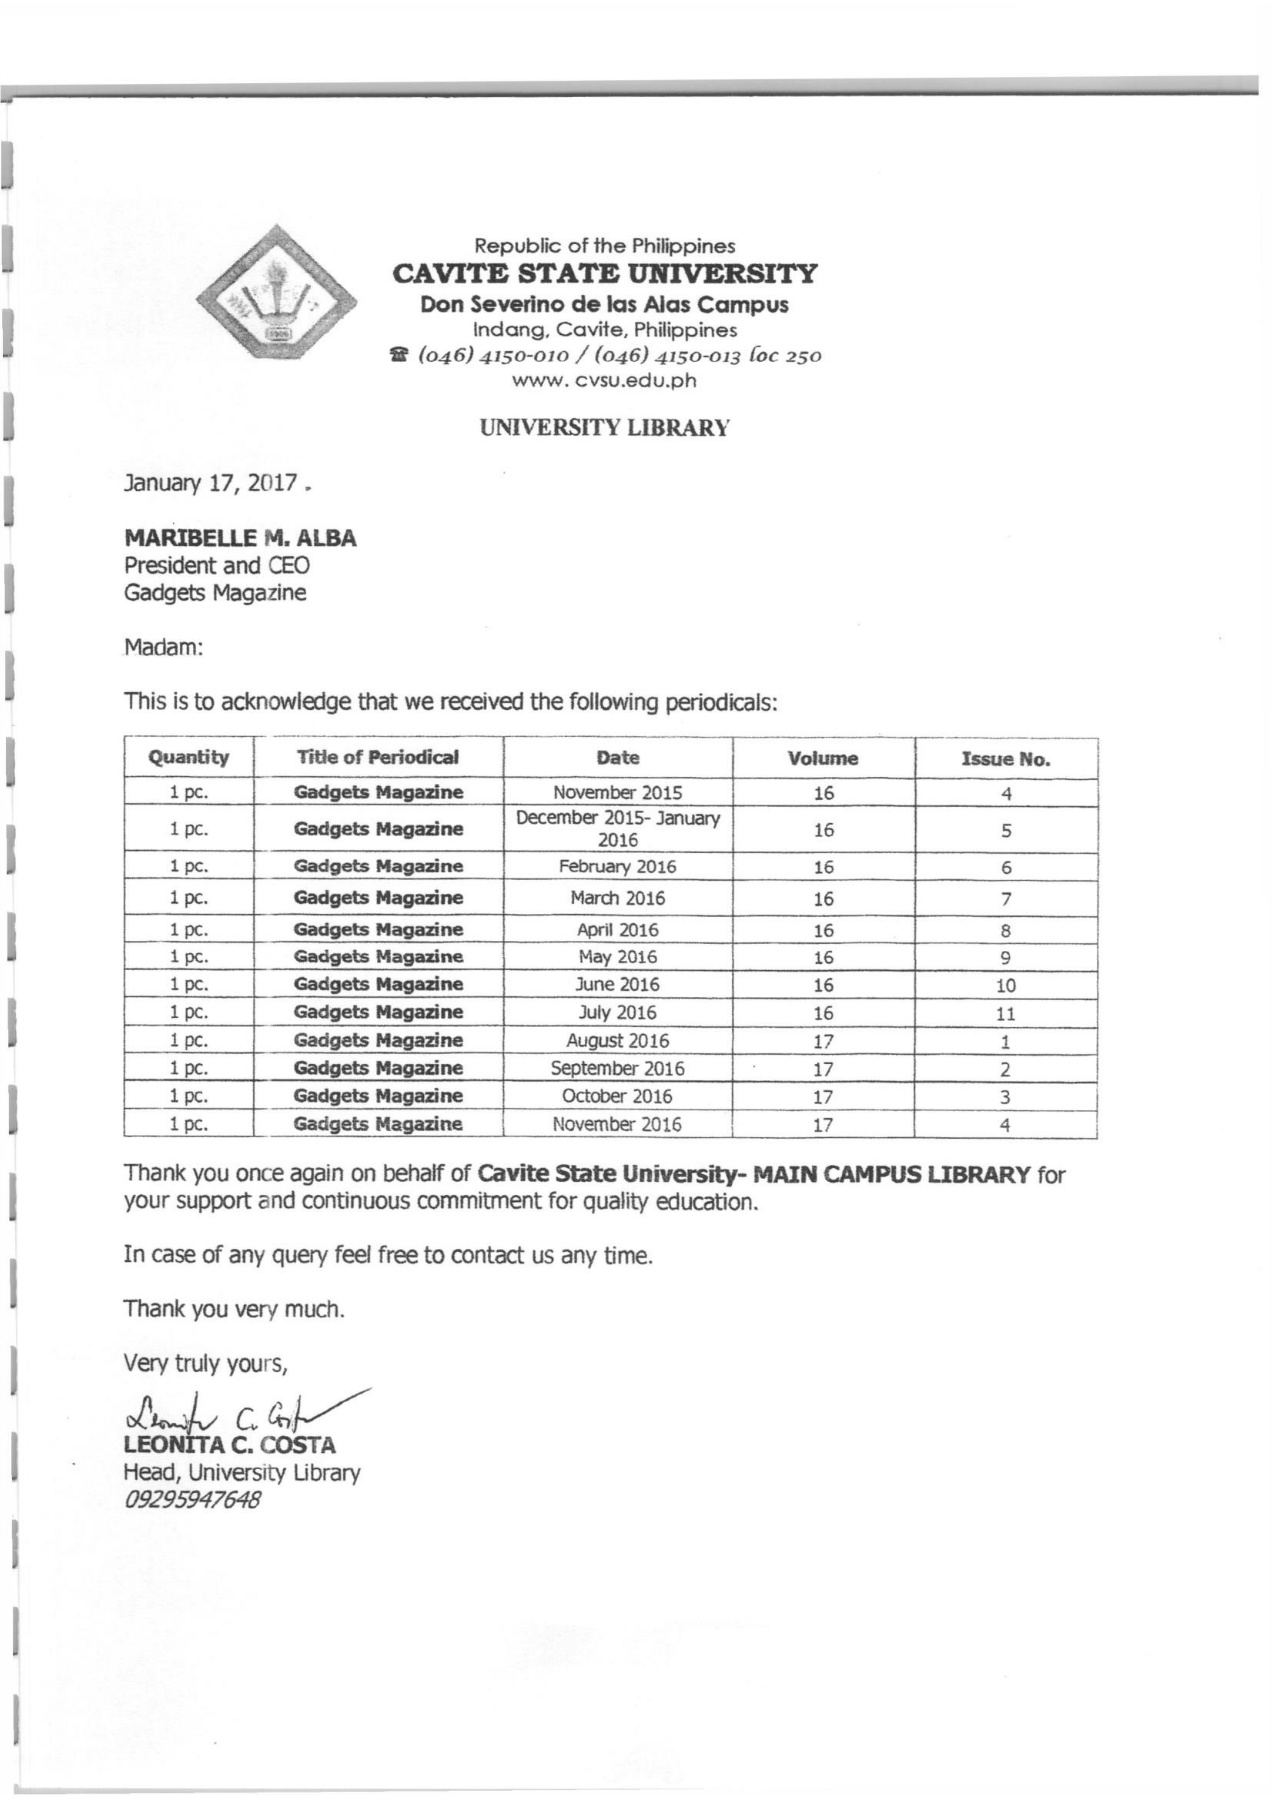 Republic of the Philippines
CAVITE STATE UNIVERSITY
Don Severino de las Alas Campus
Indang, Cavite, Philippines
☎ (046) 4150-010 / (046) 4150-013 loc 250
www. cvsu.edu.ph
UNIVERSITY LIBRARY
January 17, 2017 .
MARIBELLE M. ALBA
President and CEO
Gadgets Magazine
Madam:
This is to acknowledge that we received the following periodicals:
Quantity Title of Periodical Date Volume Issue No.
1 pc. Gadgets Magazine November 2015 16 4
1 pc. Gadgets Magazine December 2015- January 2016 16 5
1 pc. Gadgets Magazine February 2016 16 6
1 pc. Gadgets Magazine March 2016 16 7
1 pc. Gadgets Magazine April 2016 16 8
1 pc. Gadgets Magazine May 2016 16 9
1 pc. Gadgets Magazine June 2016 16 10
1 pc. Gadgets Magazine July 2016 16 11
1 pc. Gadgets Magazine August 2016 17 1
1 pc. Gadgets Magazine September 2016 17 2
1 pc. Gadgets Magazine October 2016 17 3
1 pc. Gadgets Magazine November 2016 17 4
Thank you once again on behalf of Cavite State University- MAIN CAMPUS LIBRARY for
your support and continuous commitment for quality education.
In case of any query feel free to contact us any time.
Thank you very much.
Very truly yours,
LEONITA C. COSTA
Head, University Library
09295947648